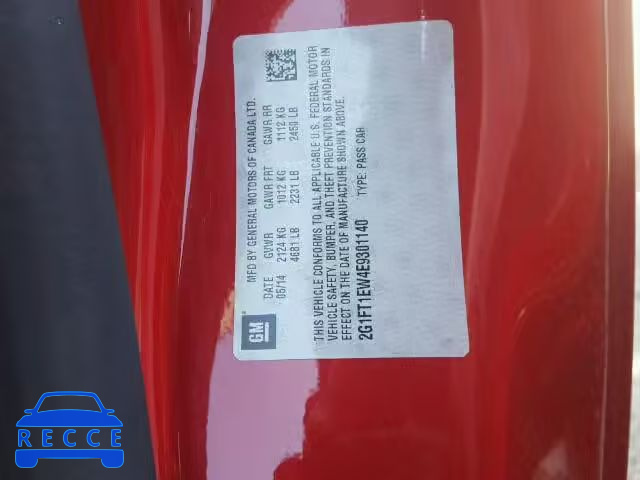 GM
MFD BY GENERAL MOTORS OF CANADA LTD.
DATE GVWR GAWR FRT GAWR RR
05/14 2124 KG 1012 KG 1112 KG
4681 LB 2231 LB 2450 LB
THIS VEHICLE CONFORMS TO ALL APPLICABLE U.S. FEDERAL MOTOR
VEHICLE SAFETY, BUMPER, AND THEFT PREVENTION STANDARDS IN
EFFECT ON THE DATE OF MANUFACTURE SHOWN ABOVE.
2G1FT1EW4E9301140 TYPE: PASS CAR
RECCE